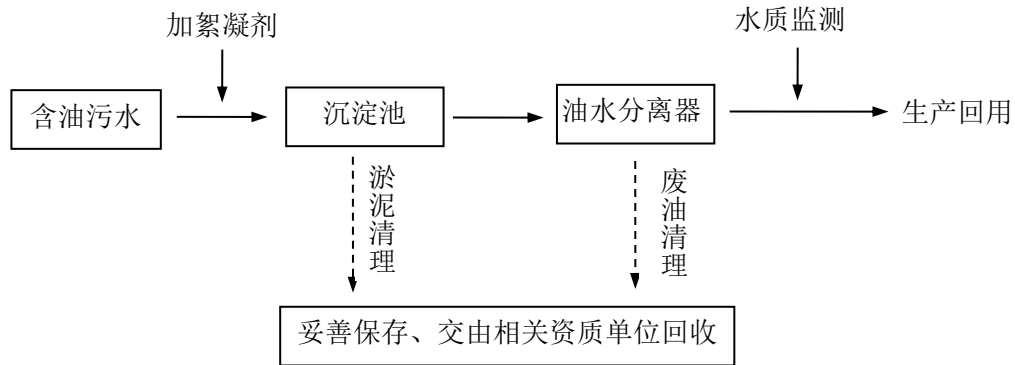 加絮凝剂
水质监测
含油污水
沉淀池
油水分离器
生产回用
淤泥清理
废油清理
妥善保存、交由相关资质单位回收